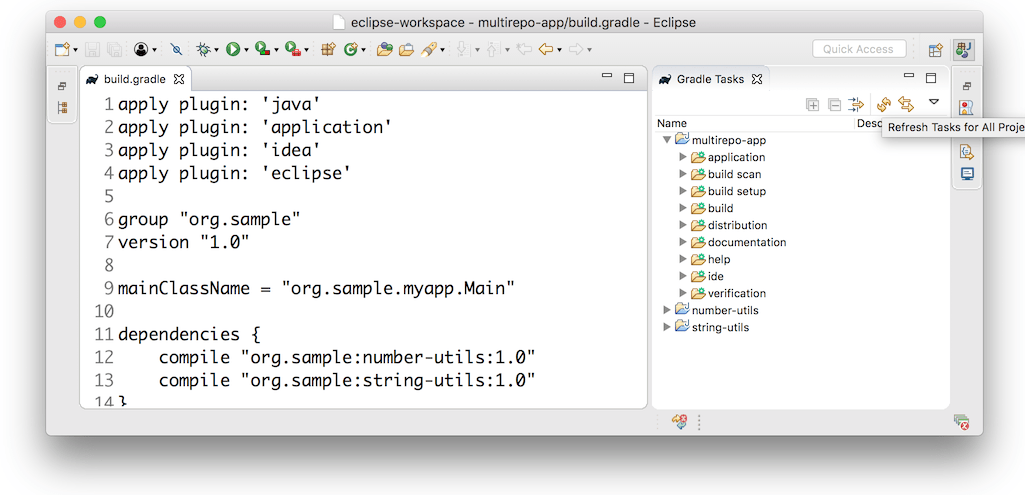 eclipse-workspace - multirepo-app/build.gradle - Eclipse
Quick Access
build.gradle
1 apply plugin: 'java'
2 apply plugin: 'application'
3 apply plugin: 'idea'
4 apply plugin: 'eclipse'
5
6 group "org.sample"
7 version "1.0"
8
9 mainClassName = "org.sample.myapp.Main"
10
11 dependencies {
12     compile "org.sample:number-utils:1.0"
13     compile "org.sample:string-utils:1.0"
14 }
Gradle Tasks
Name Desc
Refresh Tasks for All Proje
multirepo-app
application
build scan
build setup
build
distribution
documentation
help
ide
verification
number-utils
string-utils